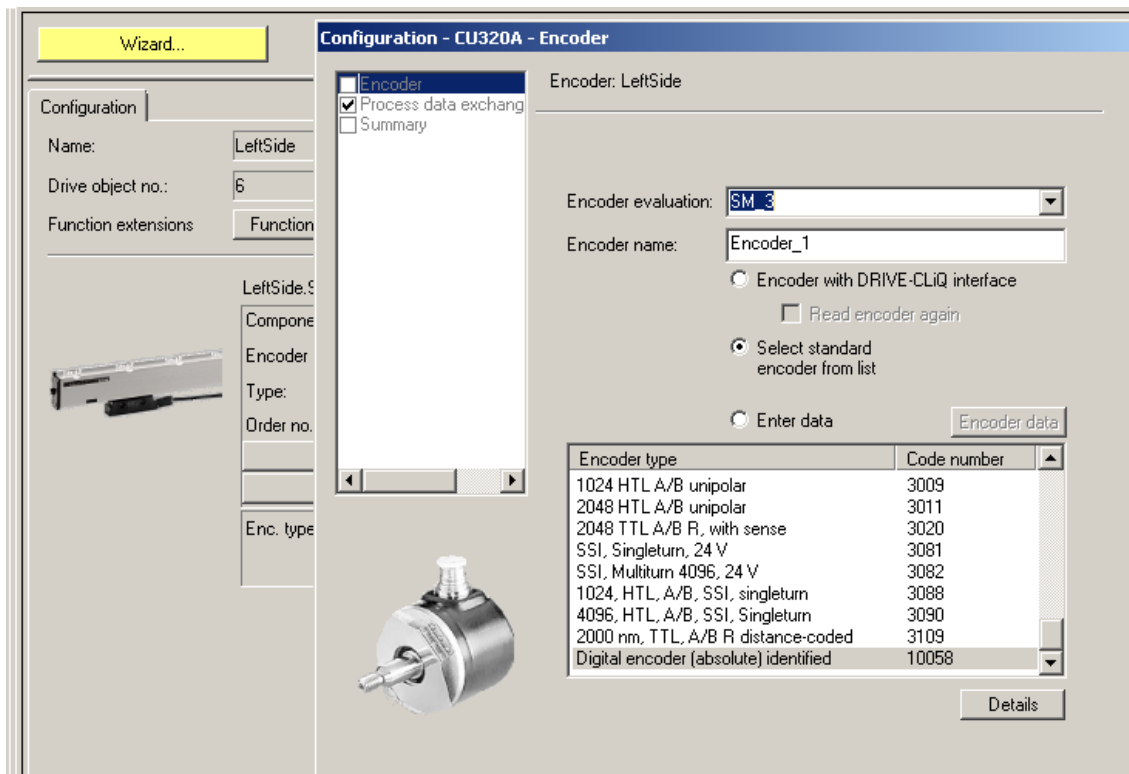 Wizard...
Configuration
Name:
LeftSide
Drive object no.:
6
Function extensions
Function
LeftSide.S
Compone
Encoder
Type:
Order no.
Enc. type
Configuration - CU320A - Encoder
Encoder
Process data exchang
Summary
Encoder: LeftSide
Encoder evaluation:
SM_3
Encoder name:
Encoder_1
Encoder with DRIVE-CLiQ interface
Read encoder again
Select standard
encoder from list
Enter data
Encoder data
Encoder type Code number
1024 HTL A/B unipolar 3009
2048 HTL A/B unipolar 3011
2048 TTL A/B R, with sense 3020
SSI, Singleturn, 24 V 3081
SSI, Multiturn 4096, 24 V 3082
1024, HTL, A/B, SSI, singleturn 3088
4096, HTL, A/B, SSI, Singleturn 3090
2000 nm, TTL, A/B R distance-coded 3109
Digital encoder (absolute) identified 10058
Details